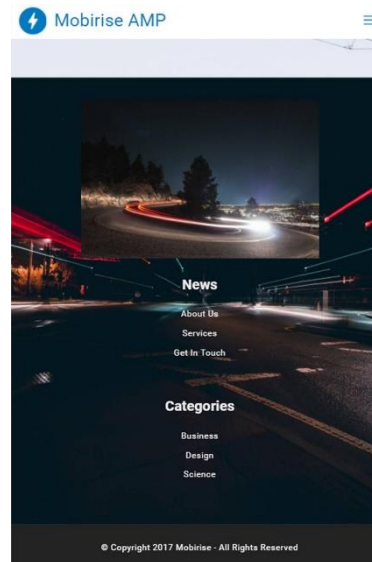 Mobirise AMP
News
About Us
Services
Get In Touch
Categories
Business
Design
Science
© Copyright 2017 Mobirise - All Rights Reserved